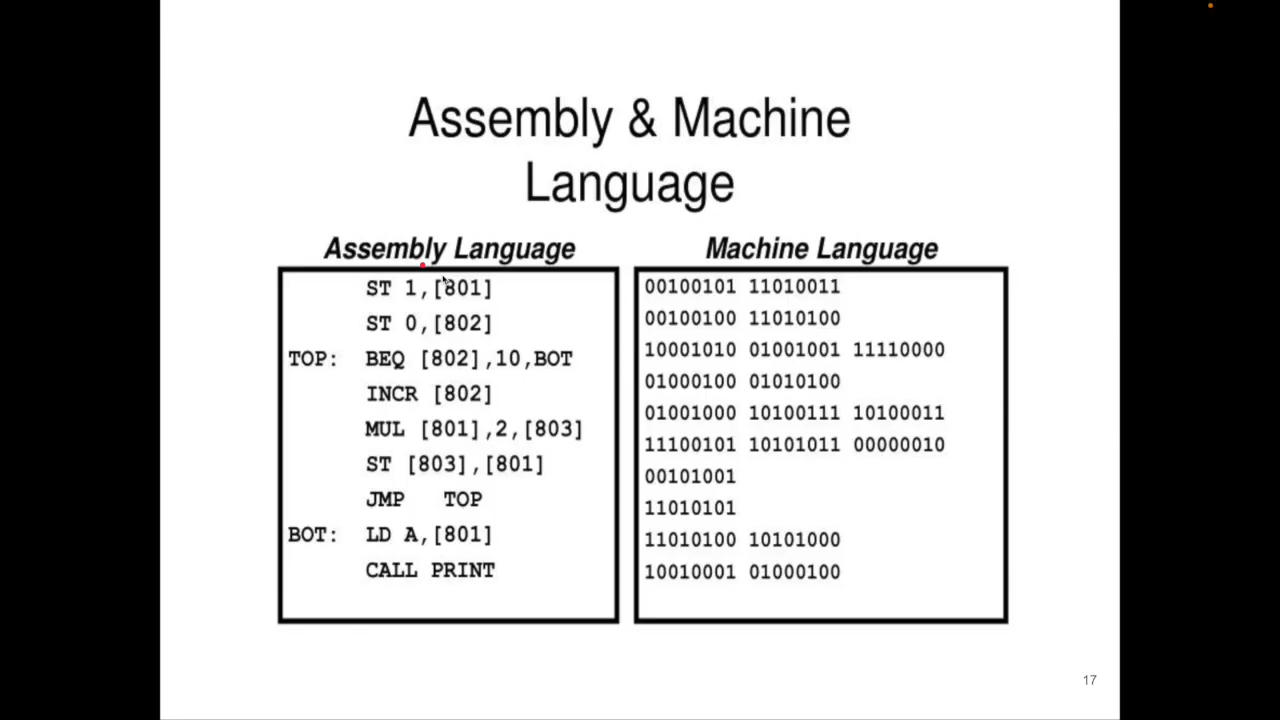 Assembly & Machine
Language
Assembly Language
ST 1,[801]
ST 0,[802]
TOP: BEQ [802],10,BOT
INCR [802]
MUL [801],2,[803]
ST [803],[801]
JMP TOP
BOT: LD A,[801]
CALL PRINT
Machine Language
00100101 11010011
00100100 11010100
10001010 01001001 11110000
01000100 01010100
01001000 10100111 10100011
11100101 10101011 00000010
00101001
11010101
11010100 10101000
10010001 01000100
17